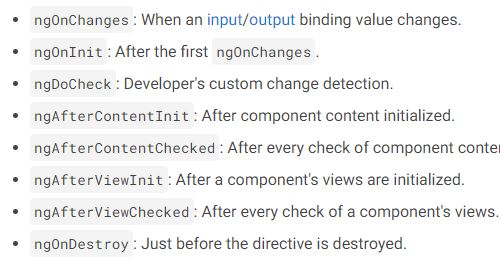 • ngOnChanges: When an input/output binding value changes.
• ngOnInit: After the first ngOnChanges.
• ngDoCheck: Developer's custom change detection.
• ngAfterContentInit: After component content initialized.
• ngAfterContentChecked: After every check of component
• ngAfterViewInit: After a component's views are initialized.
• ngAfterViewChecked: After every check of a component's views.
• ngOnDestroy: Just before the directive is destroyed.